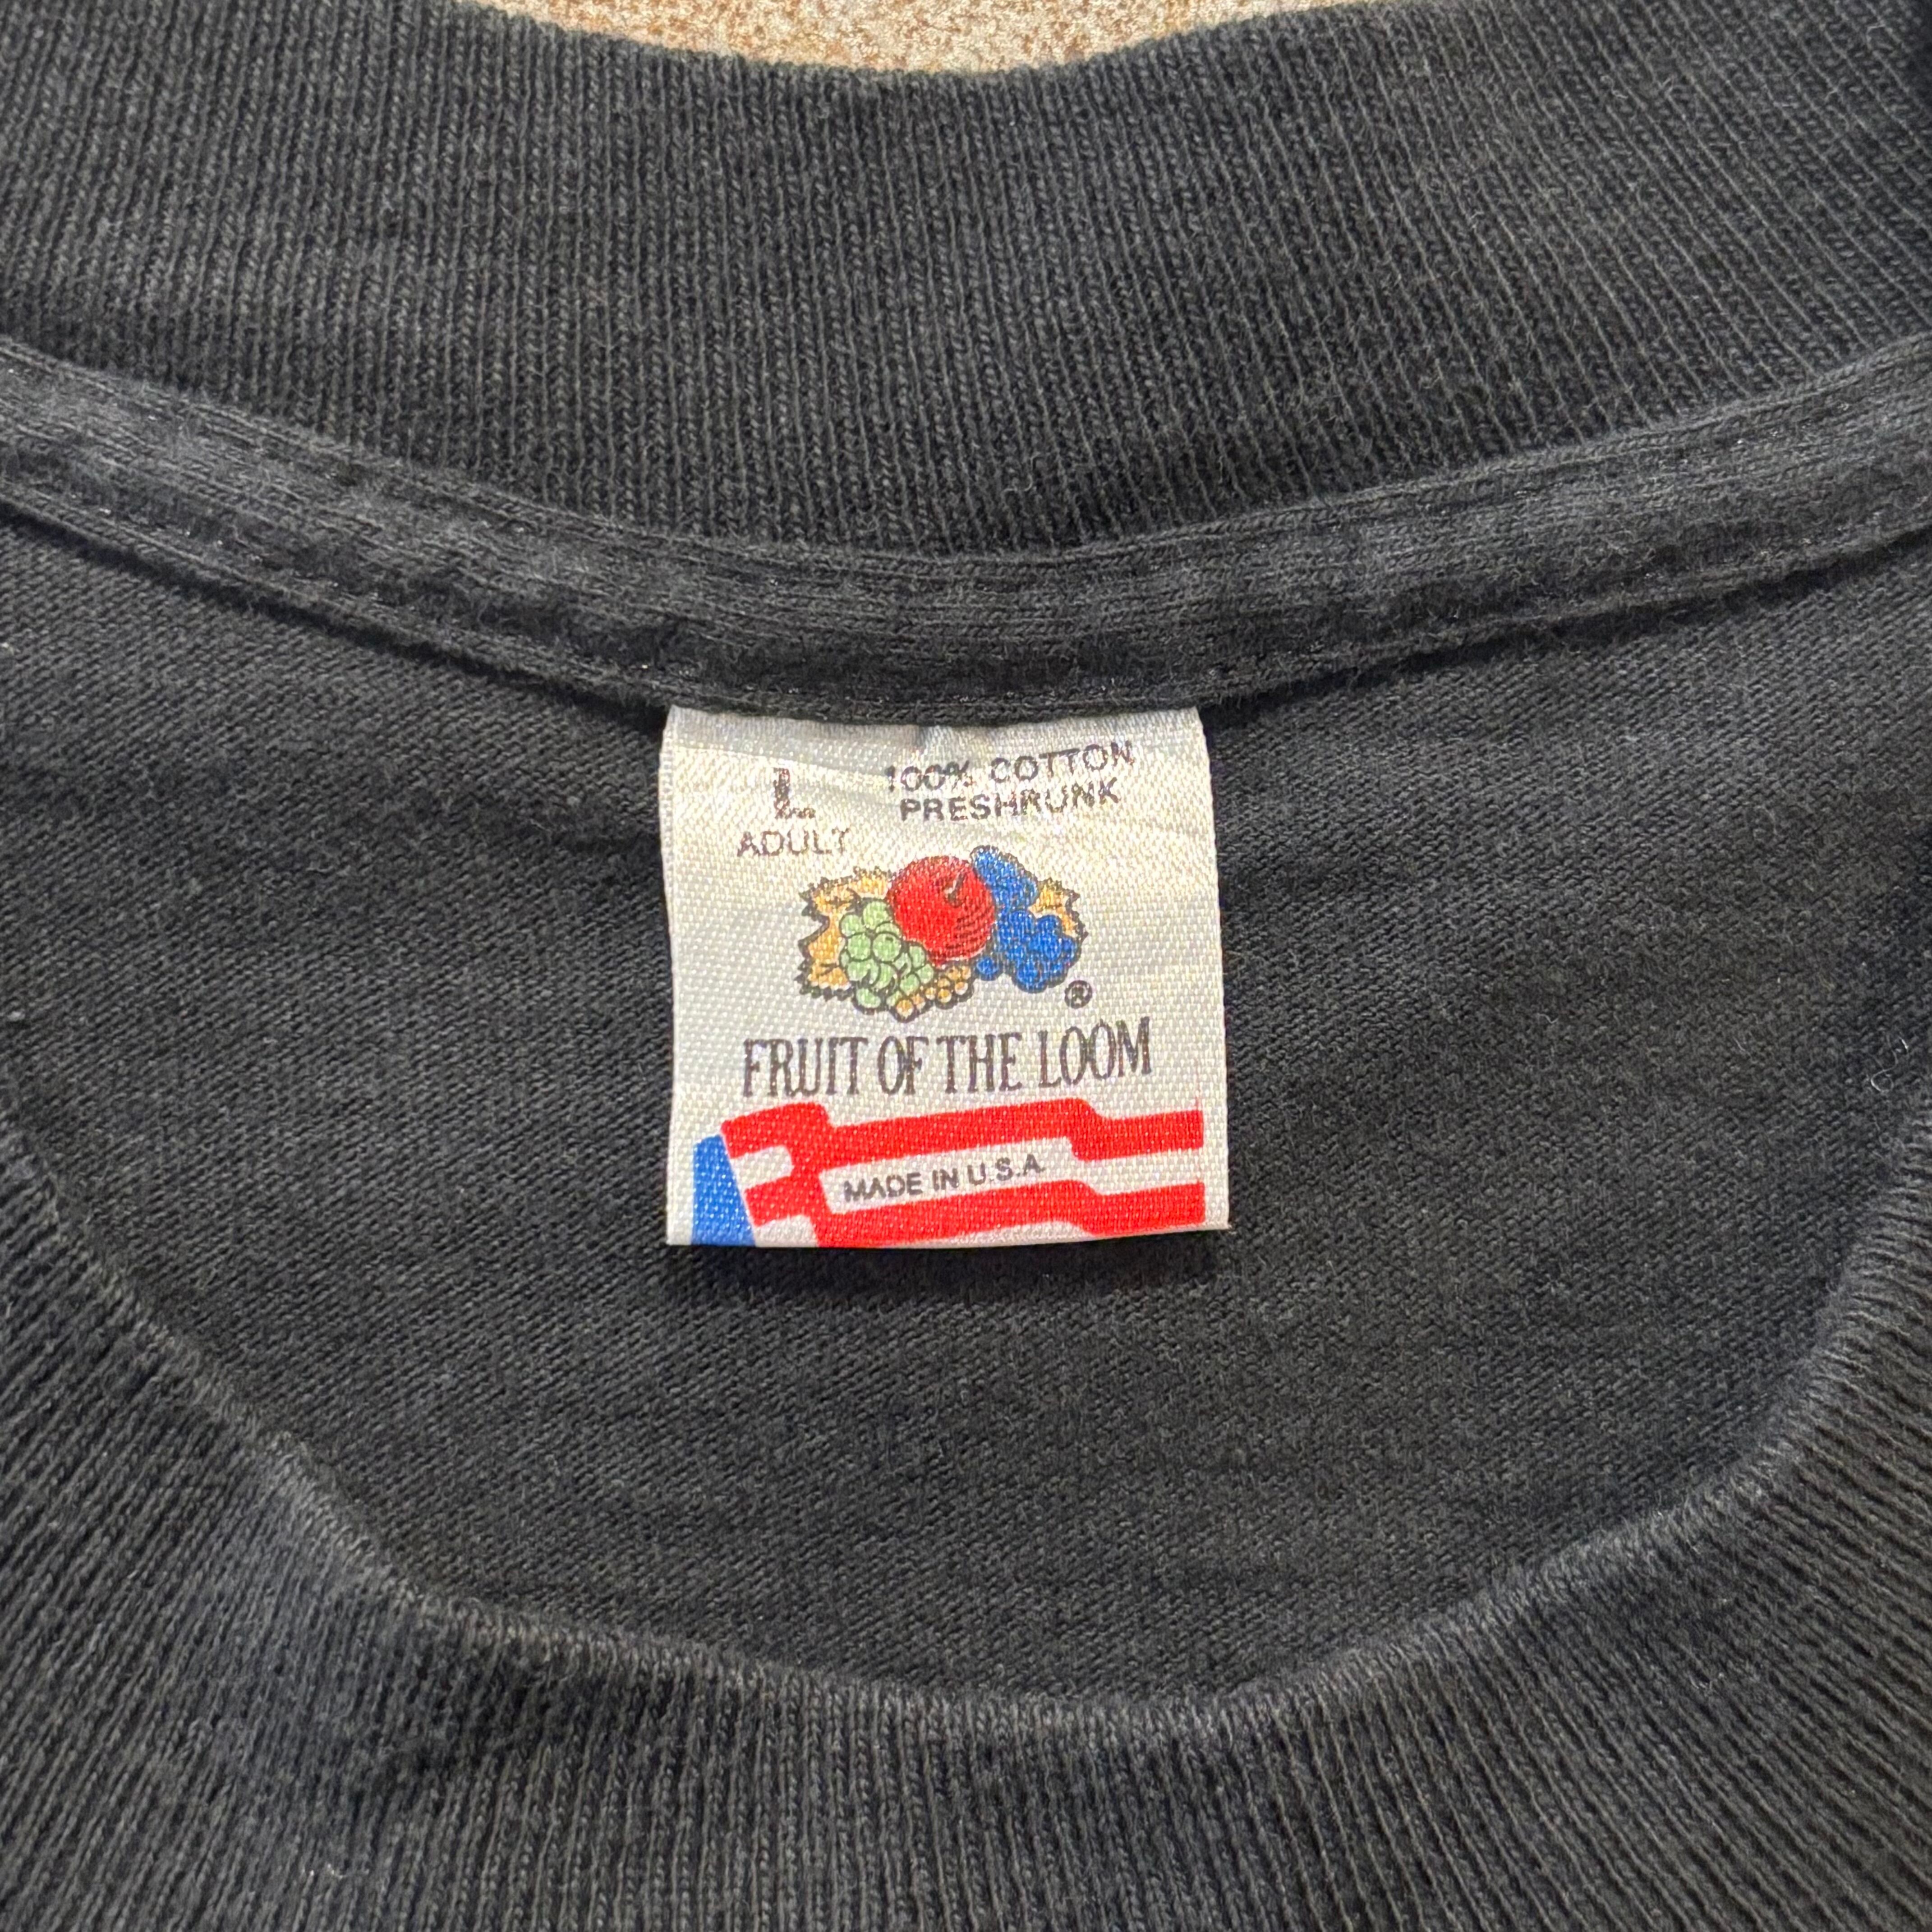 L
ADULT
100% COTTON
PRESHRUNK
®
FRUIT OF THE LOOM
MADE IN U.S.A.